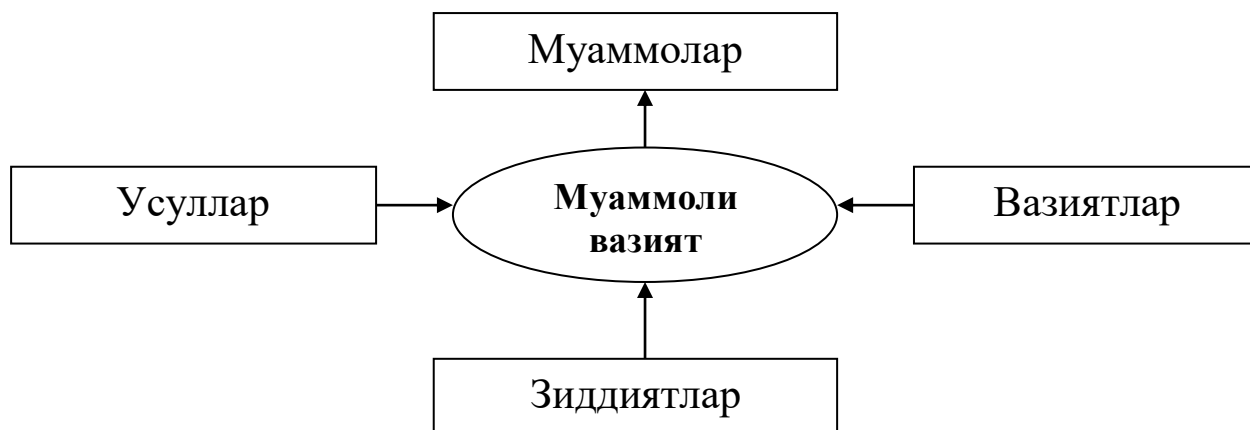 Муаммолар
Усуллар
Муаммоли
вазият
Вазиятлар
Зиддиятлар